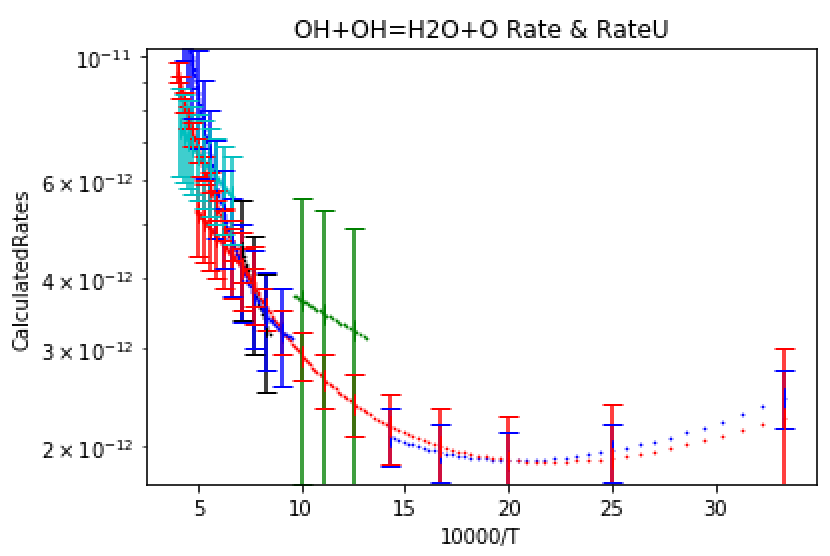 OH+OH=H2O+O Rate & RateU
10⁻¹¹
6 × 10⁻¹²
4 × 10⁻¹²
3 × 10⁻¹²
2 × 10⁻¹²
CalculatedRates
5 10 15 20 25 30
10000/T